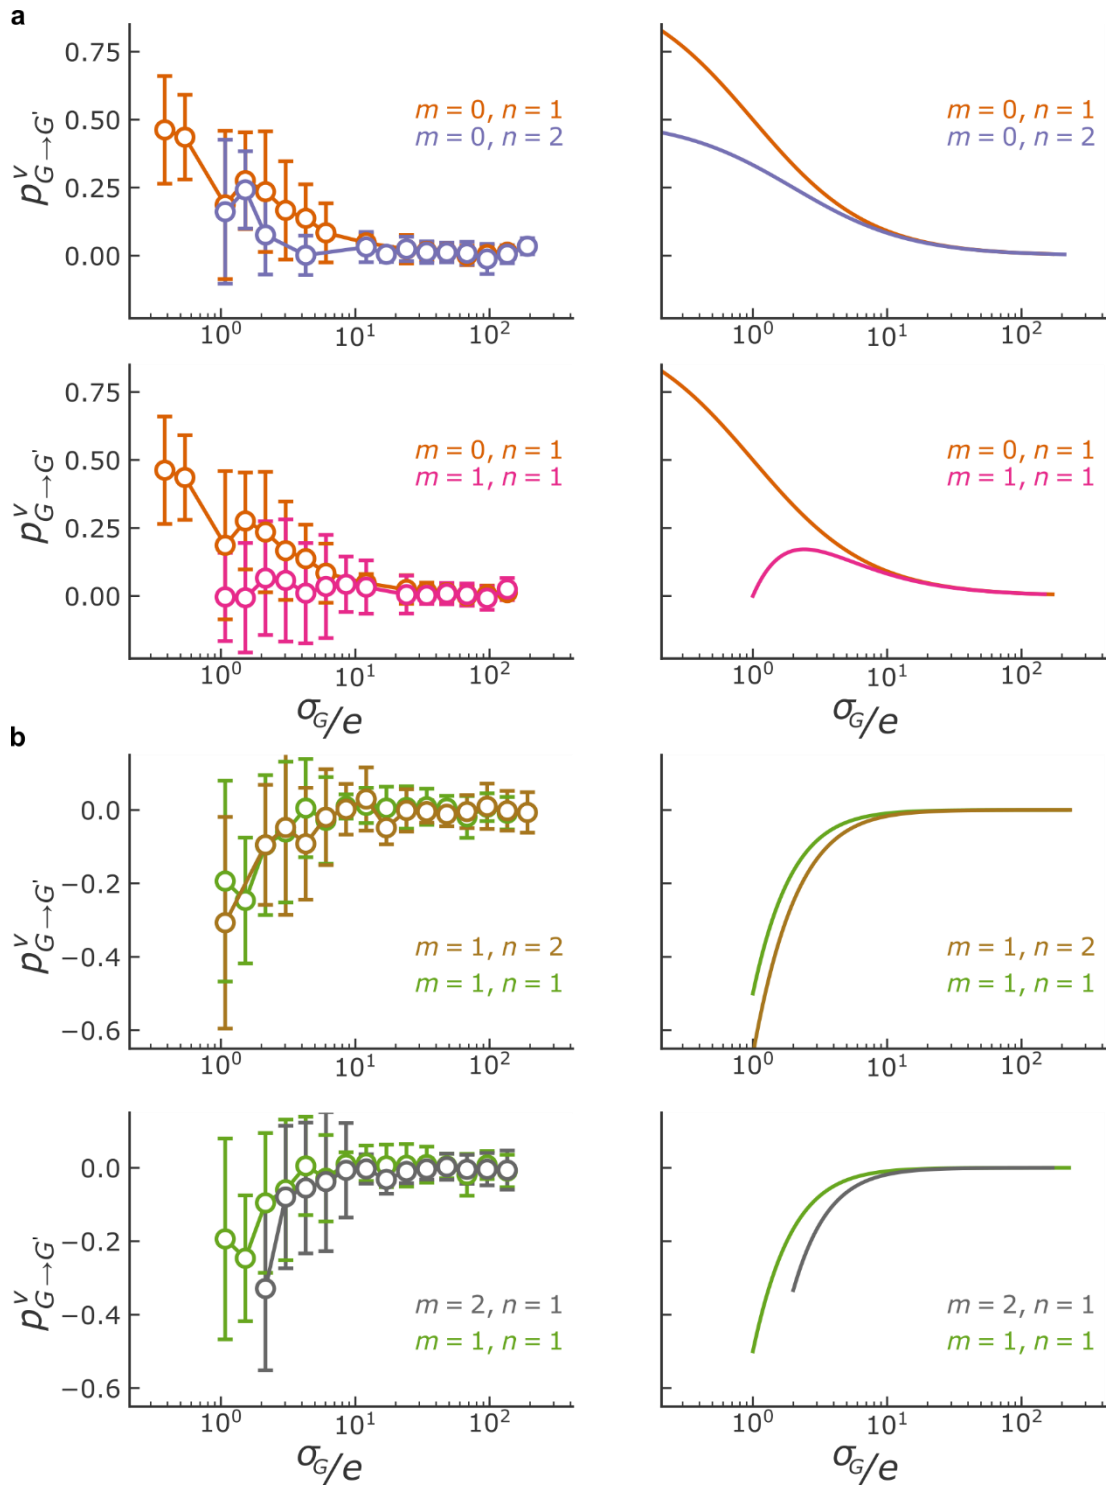 a
0.75
0.50
0.25
0.00
p^v_{G→G'}
m = 0, n = 1
m = 0, n = 2
10^0 10^1 10^2
m = 0, n = 1
m = 0, n = 2
10^0 10^1 10^2
0.75
0.50
0.25
0.00
p^v_{G→G'}
m = 0, n = 1
m = 1, n = 1
10^0 10^1 10^2
σ_G/e
m = 0, n = 1
m = 1, n = 1
10^0 10^1 10^2
σ_G/e
b
0.0
−0.2
−0.4
−0.6
p^v_{G→G'}
m = 1, n = 2
m = 1, n = 1
10^0 10^1 10^2
m = 1, n = 2
m = 1, n = 1
10^0 10^1 10^2
0.0
−0.2
−0.4
−0.6
p^v_{G→G'}
m = 2, n = 1
m = 1, n = 1
10^0 10^1 10^2
σ_G/e
m = 2, n = 1
m = 1, n = 1
10^0 10^1 10^2
σ_G/e